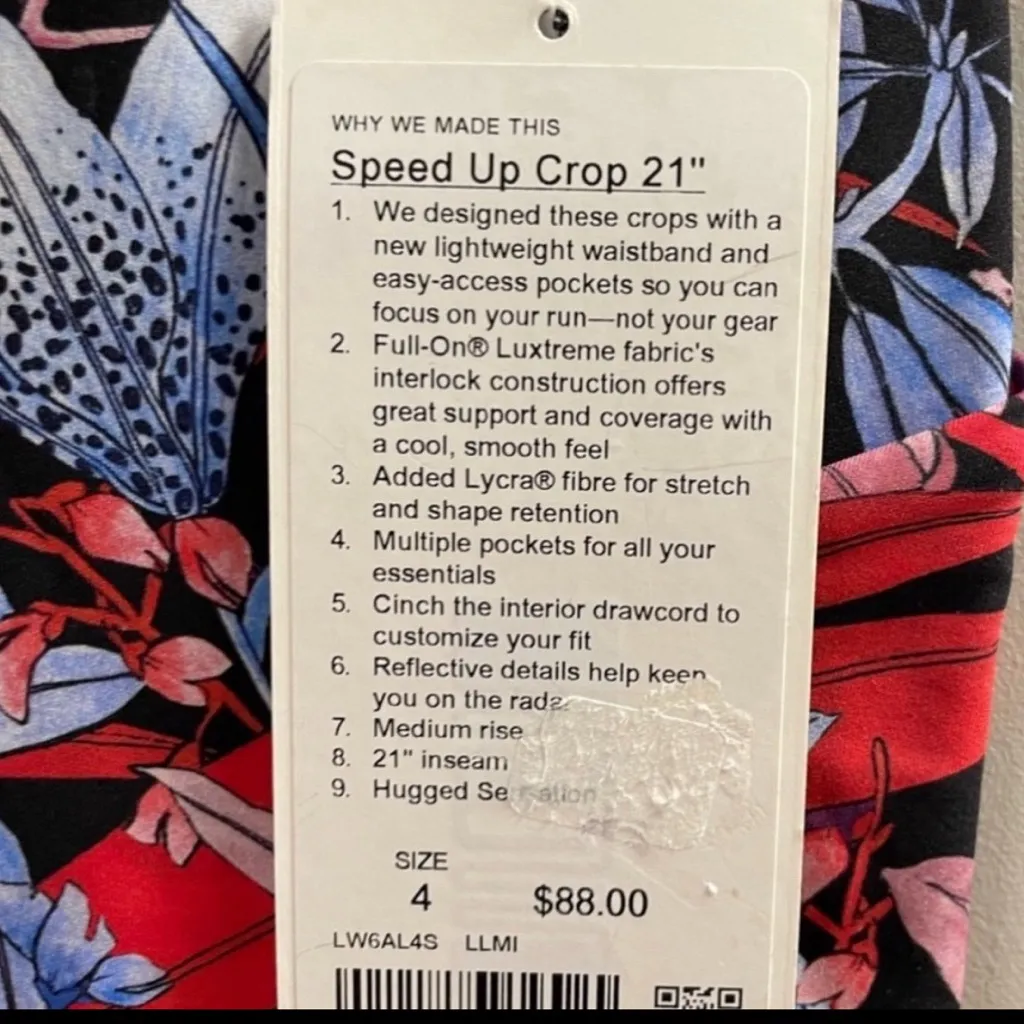 WHY WE MADE THIS
Speed Up Crop 21"
1. We designed these crops with a
new lightweight waistband and
easy-access pockets so you can
focus on your run—not your gear
2. Full-On® Luxtreme fabric's
interlock construction offers
great support and coverage with
a cool, smooth feel
3. Added Lycra® fibre for stretch
and shape retention
4. Multiple pockets for all your
essentials
5. Cinch the interior drawcord to
customize your fit
6. Reflective details help keep
you on the radar
7. Medium rise
8. 21" inseam
9. Hugged Sensation
SIZE
4 $88.00
LW6AL4S LLMI